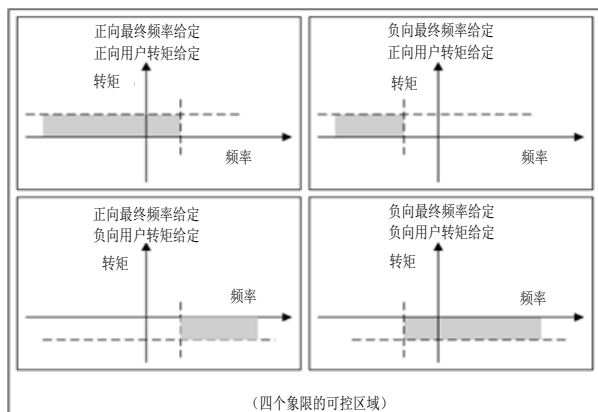 正向最终频率给定
正向用户转矩给定
转矩
频率
负向最终频率给定
正向用户转矩给定
转矩
频率
正向最终频率给定
负向用户转矩给定
转矩
频率
负向最终频率给定
负向用户转矩给定
转矩
频率
（四个象限的可控区域）